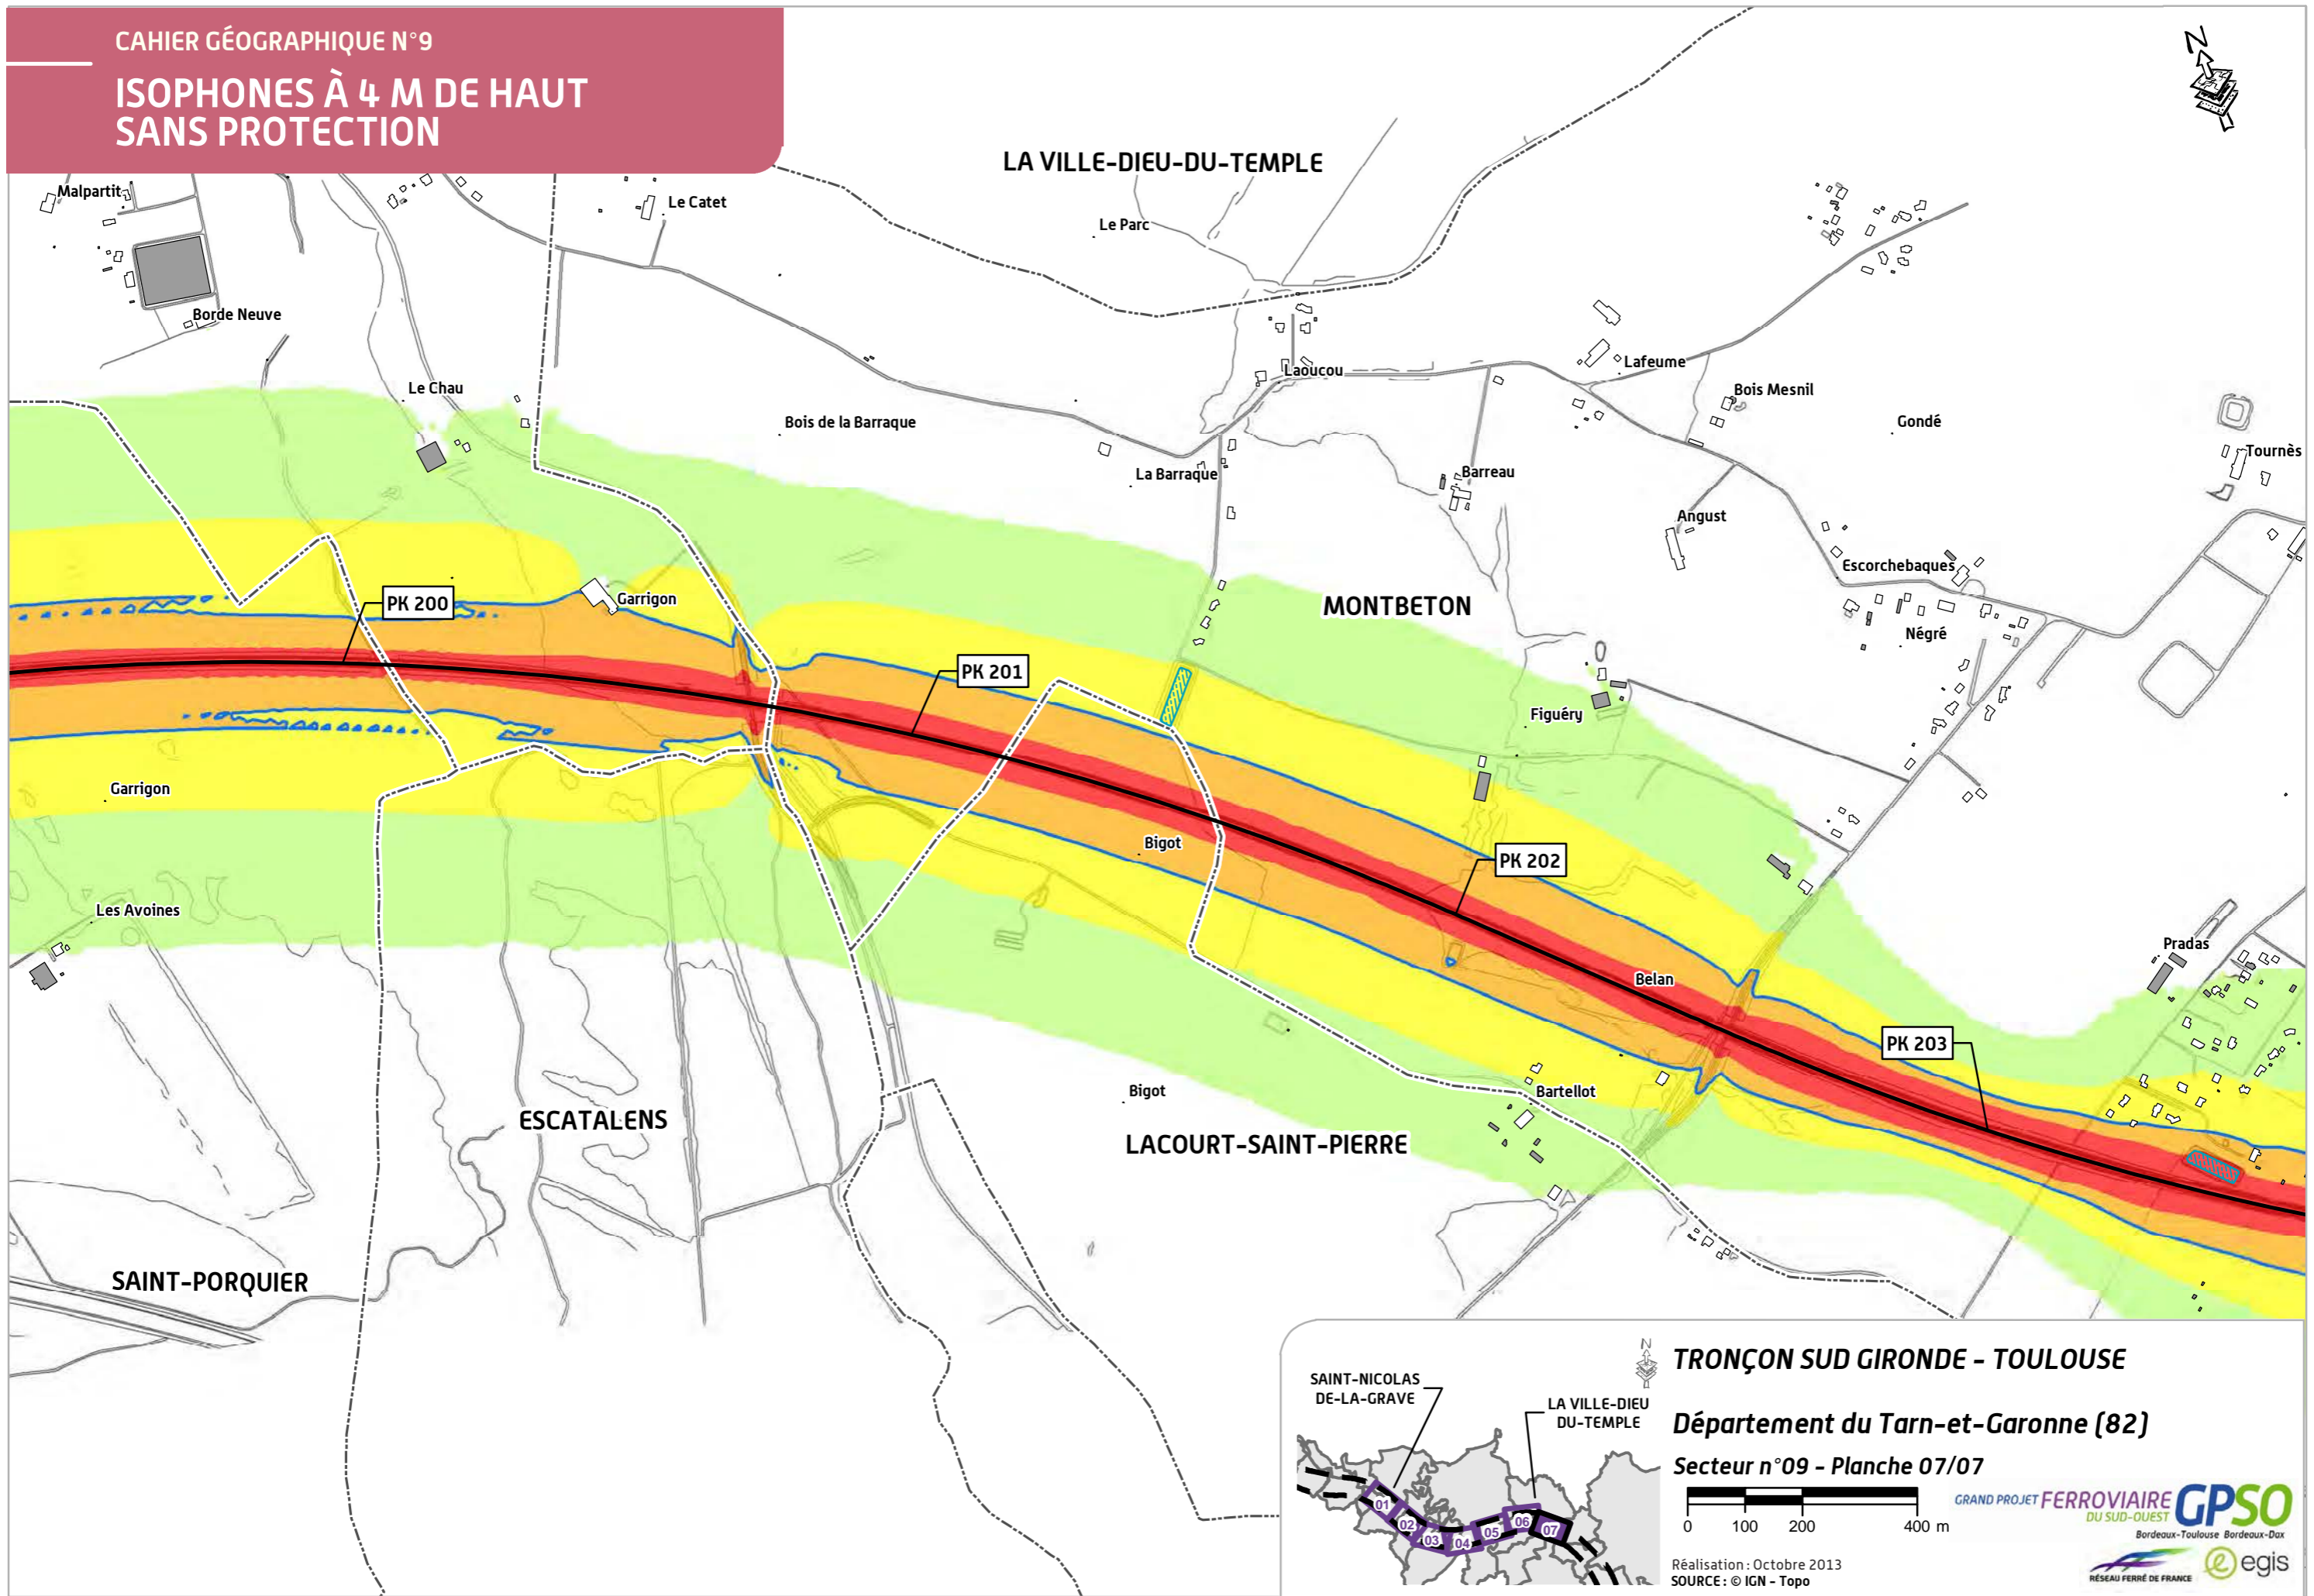 CAHIER GÉOGRAPHIQUE N°9
ISOPHONES À 4 M DE HAUT
SANS PROTECTION
N
LA VILLE-DIEU-DU-TEMPLE
Malpartit
Le Catet
Le Parc
Borde Neuve
Laoucou
Lafeume
Le Chau
Bois Mesnil
Bois de la Barraque
Gondé
Tournès
La Barraque
Barreau
Angust
Escorchebaques
PK 200
Garrigon
MONTBETON
Négré
PK 201
Figuéry
Garrigon
Bigot
PK 202
Les Avoines
Pradas
Belan
PK 203
Bigot
Bartellot
ESCATALENS
LACOURT-SAINT-PIERRE
SAINT-PORQUIER
N
TRONÇON SUD GIRONDE - TOULOUSE
SAINT-NICOLAS
DE-LA-GRAVE
LA VILLE-DIEU
DU-TEMPLE
Département du Tarn-et-Garonne (82)
Secteur n°09 - Planche 07/07
01
02
03
04
05
06
07
0 100 200 400 m
GRAND PROJET FERROVIAIRE
DU SUD-OUEST
GPSO
Bordeaux-Toulouse Bordeaux-Dax
Réalisation : Octobre 2013
SOURCE : © IGN - Topo
RÉSEAU FERRÉ DE FRANCE
egis